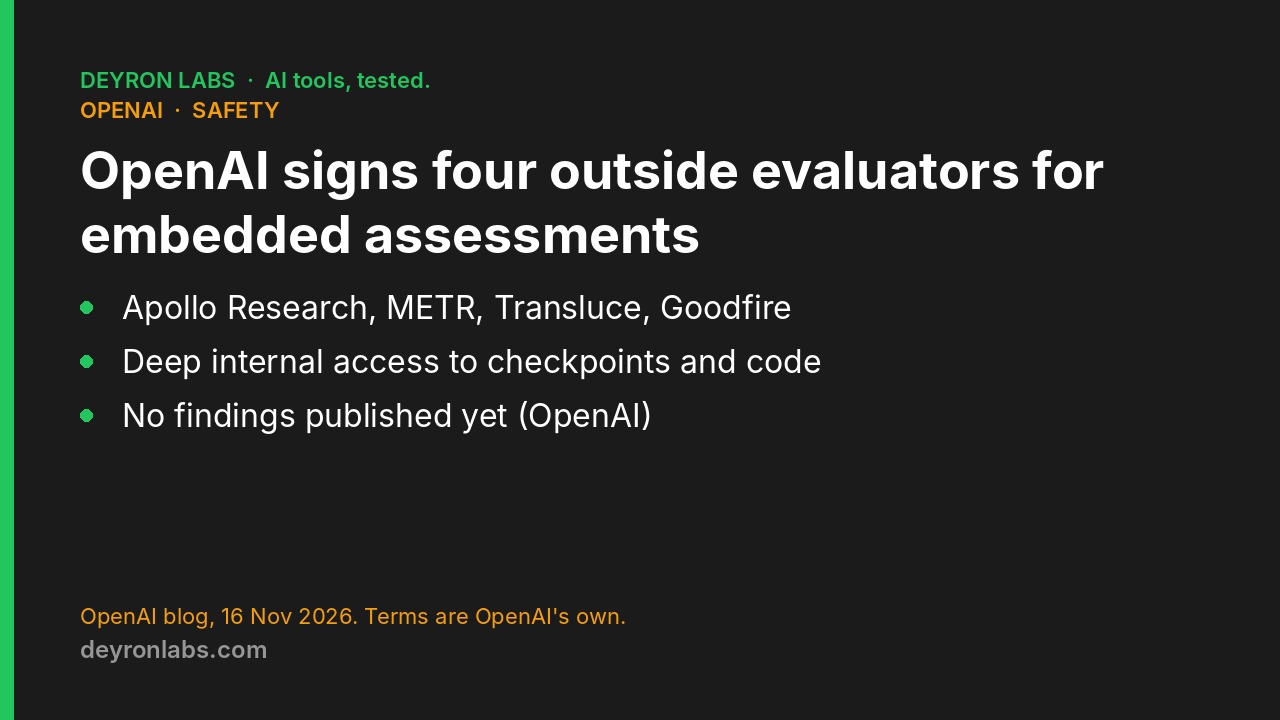 DEYRON LABS · AI tools, tested.
OPENAI · SAFETY
OpenAI signs four outside evaluators for
embedded assessments
Apollo Research, METR, Transluce, Goodfire
Deep internal access to checkpoints and code
No findings published yet (OpenAI)
OpenAI blog, 16 Nov 2026. Terms are OpenAI's own.
deyronlabs.com